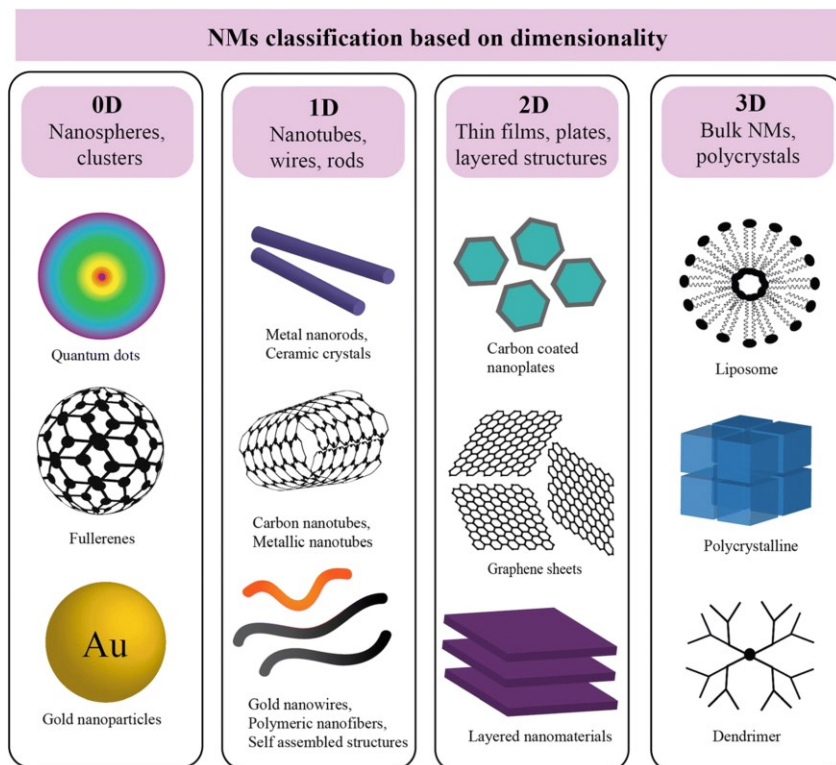 NMs classification based on dimensionality
0D
Nanospheres,
clusters
Quantum dots
Fullerenes
Au
Gold nanoparticles
1D
Nanotubes,
wires, rods
Metal nanorods,
Ceramic crystals
Carbon nanotubes,
Metallic nanotubes
Gold nanowires,
Polymeric nanofibers,
Self assembled structures
2D
Thin films, plates,
layered structures
Carbon coated
nanoplates
Graphene sheets
Layered nanomaterials
3D
Bulk NMs,
polycrystals
Liposome
Polycrystalline
Dendrimer